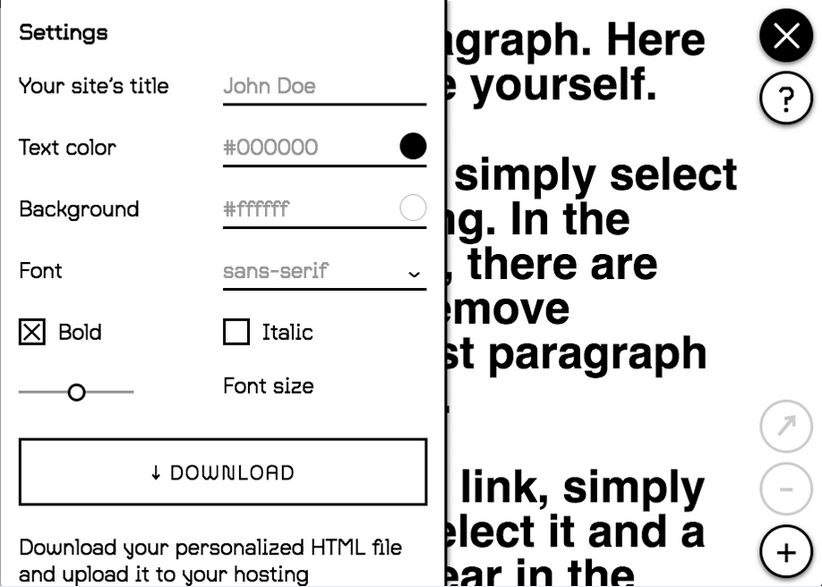 Settings
Your site's title John Doe
Text color #000000
Background #ffffff
Font sans-serif
Bold Italic
Font size
↓ DOWNLOAD
Download your personalized HTML file
and upload it to your hosting
agraph. Here
e yourself.
simply select
ng. In the
, there are
emove
st paragraph
.
link, simply
elect it and a
ear in the
?